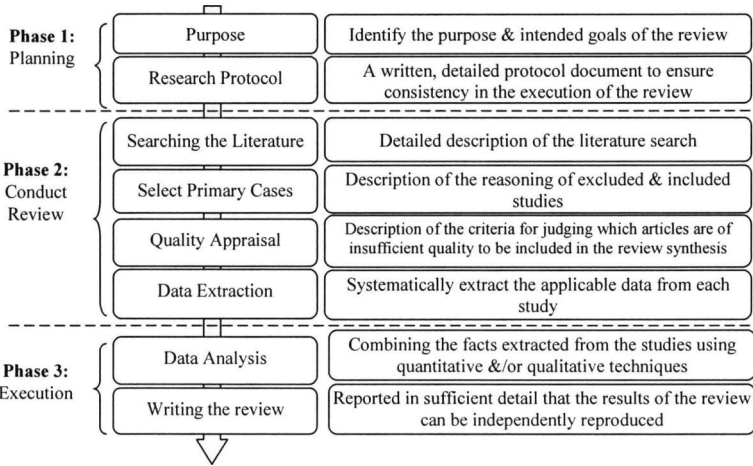 Phase 1:
Planning
Purpose
Identify the purpose & intended goals of the review
Research Protocol
A written, detailed protocol document to ensure
consistency in the execution of the review
Phase 2:
Conduct
Review
Searching the Literature
Detailed description of the literature search
Select Primary Cases
Description of the reasoning of excluded & included
studies
Quality Appraisal
Description of the criteria for judging which articles are of
insufficient quality to be included in the review synthesis
Data Extraction
Systematically extract the applicable data from each
study
Phase 3:
Execution
Data Analysis
Combining the facts extracted from the studies using
quantitative &/or qualitative techniques
Writing the review
Reported in sufficient detail that the results of the review
can be independently reproduced